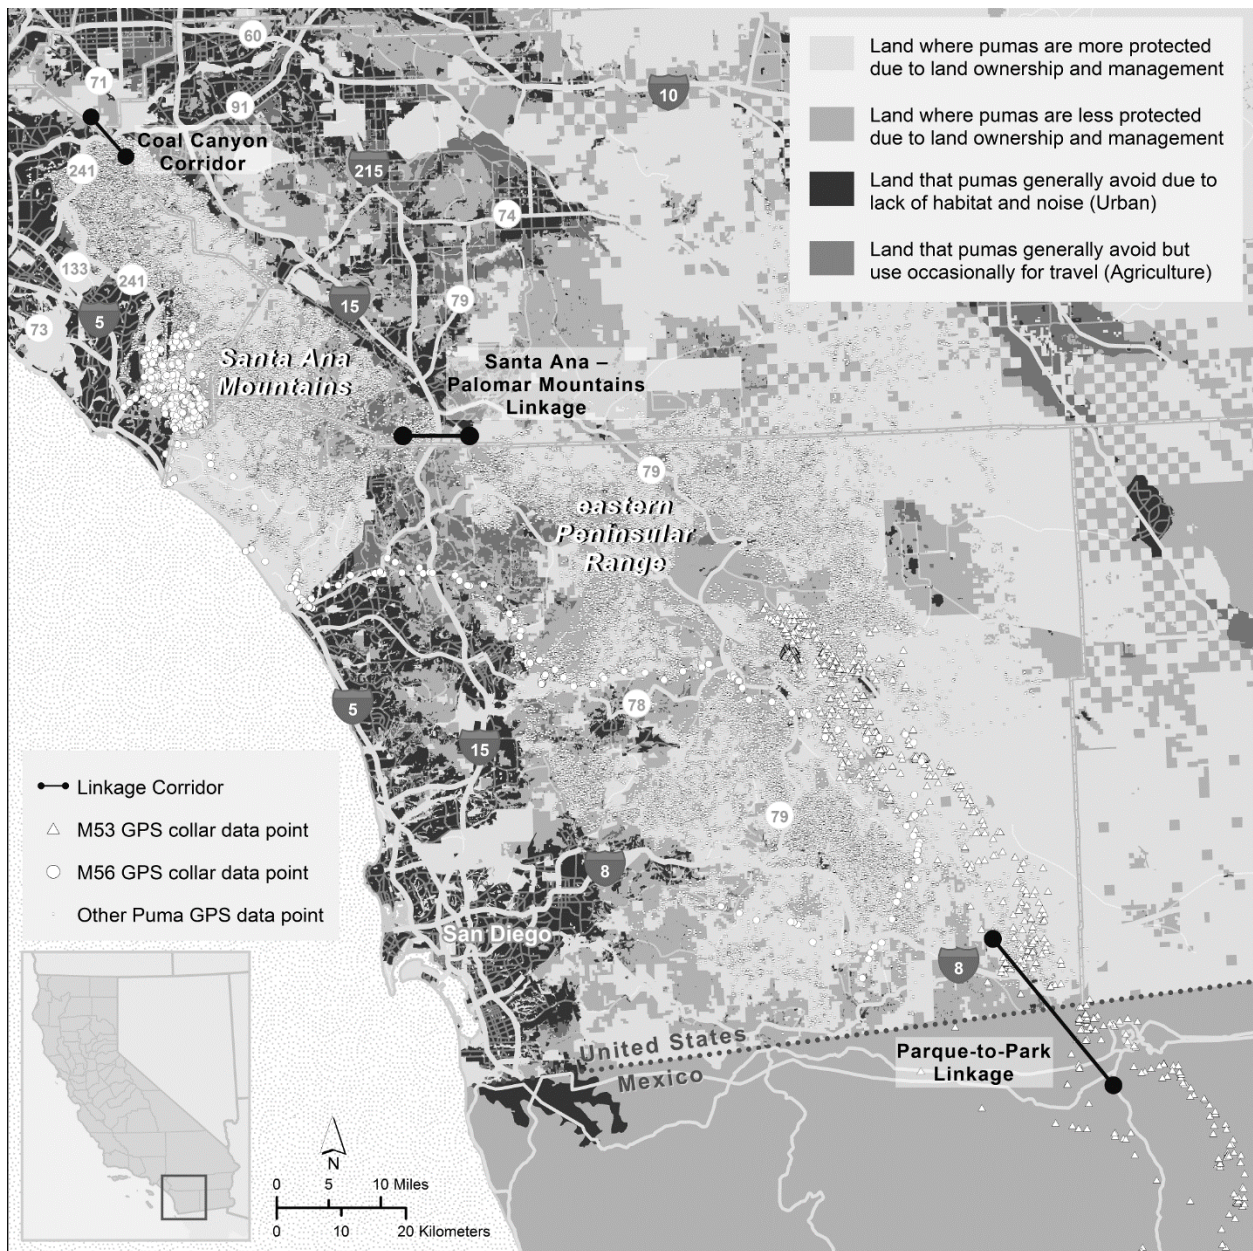 60
71
91
10
Coal Canyon
Corridor
241
215
74
133
241
5
73
15
79
Land where pumas are more protected
due to land ownership and management
Land where pumas are less protected
due to land ownership and management
Land that pumas generally avoid due to
lack of habitat and noise (Urban)
Land that pumas generally avoid but
use occasionally for travel (Agriculture)
Santa Ana
Mountains
Santa Ana –
Palomar Mountains
Linkage
79
eastern
Peninsular
Range
5
15
78
79
8
San Diego
8
Linkage Corridor
M53 GPS collar data point
M56 GPS collar data point
Other Puma GPS data point
United States
Mexico
Parque-to-Park
Linkage
N
0 5 10 Miles
0 10 20 Kilometers